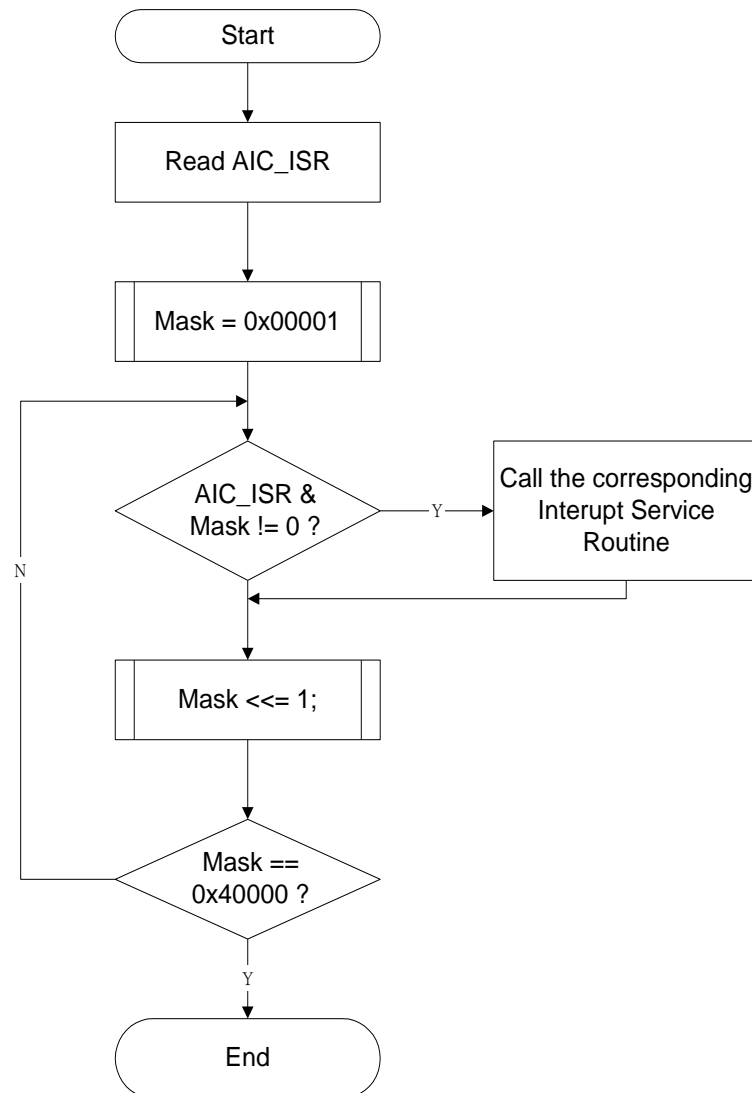 Start
Read AIC_ISR
Mask = 0x00001
AIC_ISR &
Mask != 0 ?
Y
Call the corresponding
Interupt Service
Routine
N
Mask <<= 1;
Mask ==
0x40000 ?
Y
End